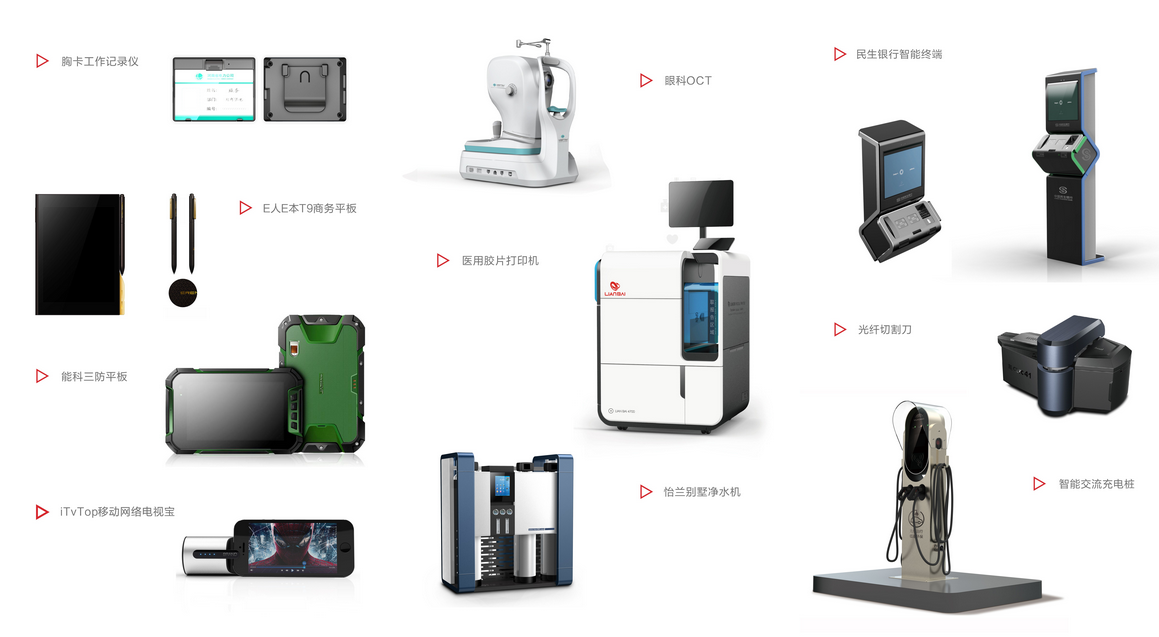 胸卡工作记录仪
眼科OCT
民生银行智能终端
E人E本T9商务平板
医用胶片打印机
LIANBAI
光纤切割刀
能科三防平板
怡兰别墅净水机
智能交流充电桩
iTvTop移动网络电视宝